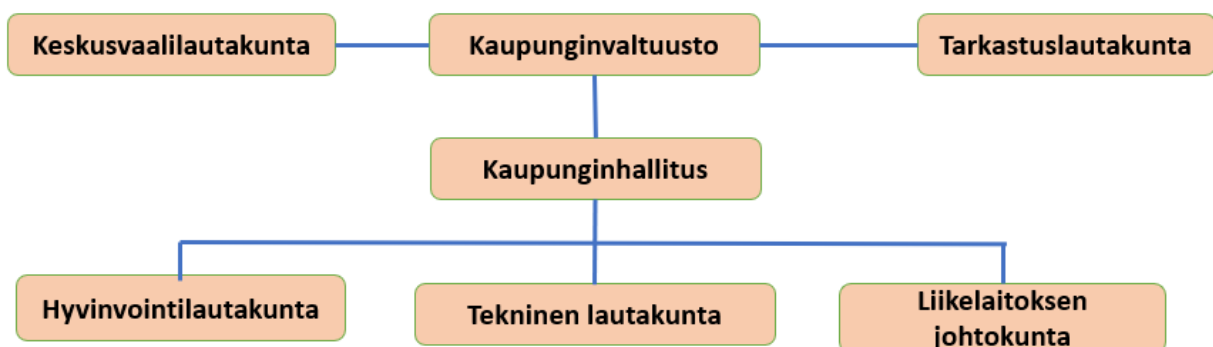 Keskusvaalilautakunta
Kaupunginvaltuusto
Tarkastuslautakunta
Kaupunginhallitus
Hyvinvointilautakunta
Tekninen lautakunta
Liikelaitoksen
johtokunta